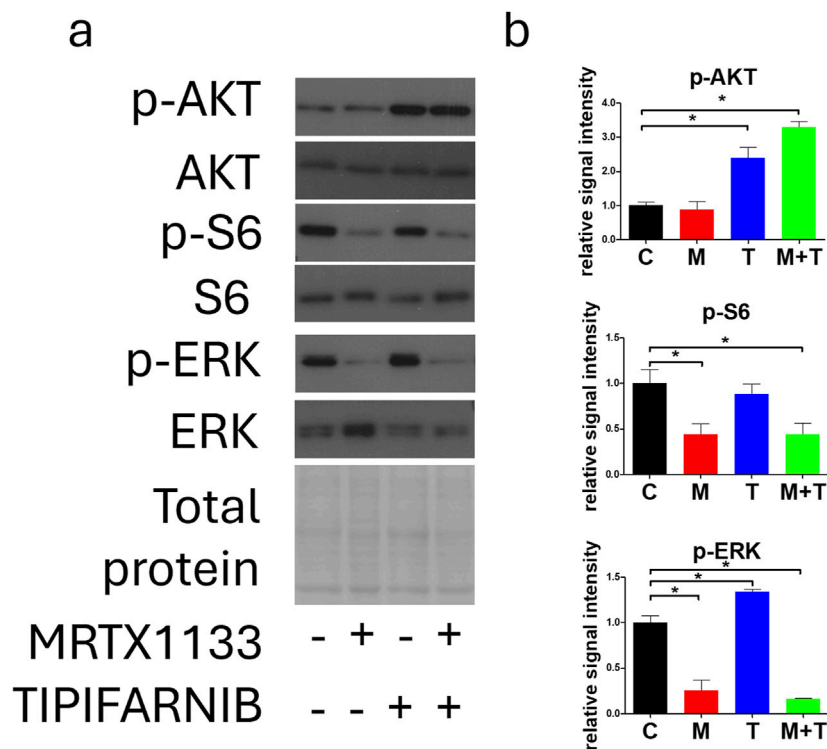 a
p-AKT
AKT
p-S6
S6
p-ERK
ERK
Total
protein
MRTX1133 - + - +
TIPIFARNIB - - + +
b
p-AKT
relative signal intensity
4.0
3.0
2.0
1.0
0.0
*
*
C M T M+T
p-S6
relative signal intensity
1.5
1.0
0.5
0.0
*
*
C M T M+T
p-ERK
relative signal intensity
1.5
1.0
0.5
0.0
*
*
*
C M T M+T